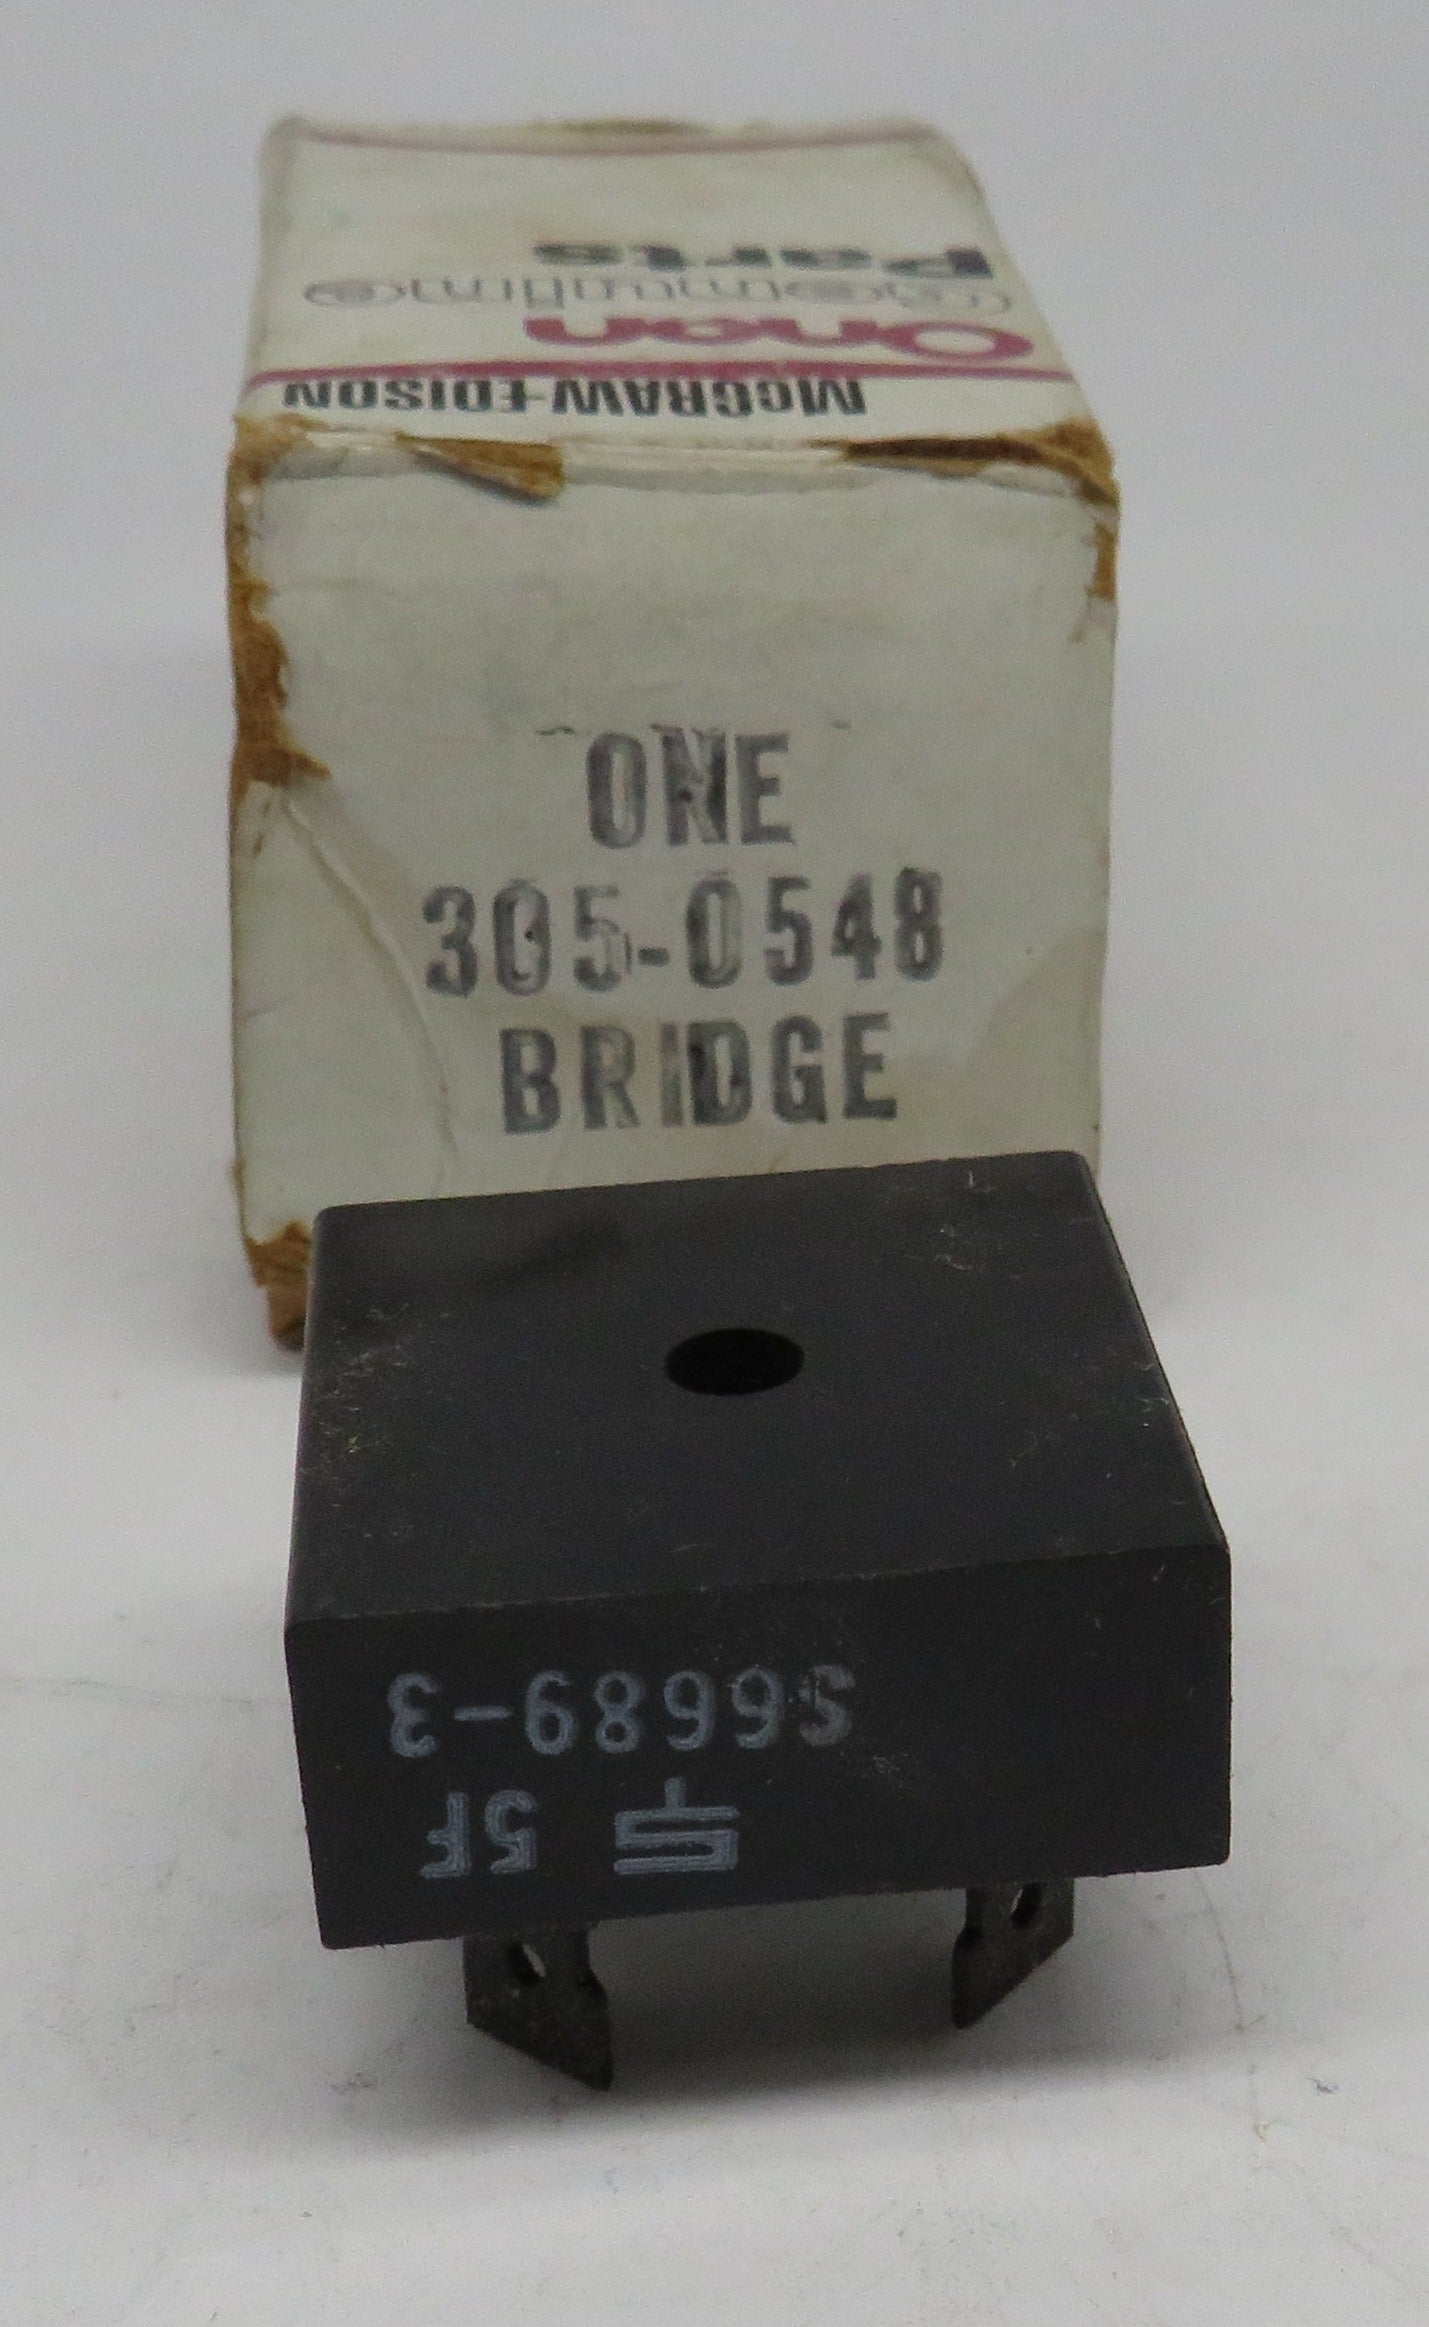 McGRAW-EDISON
Onan
Genuine
Parts
ONE
305-0548
BRIDGE
S6689-3
5F